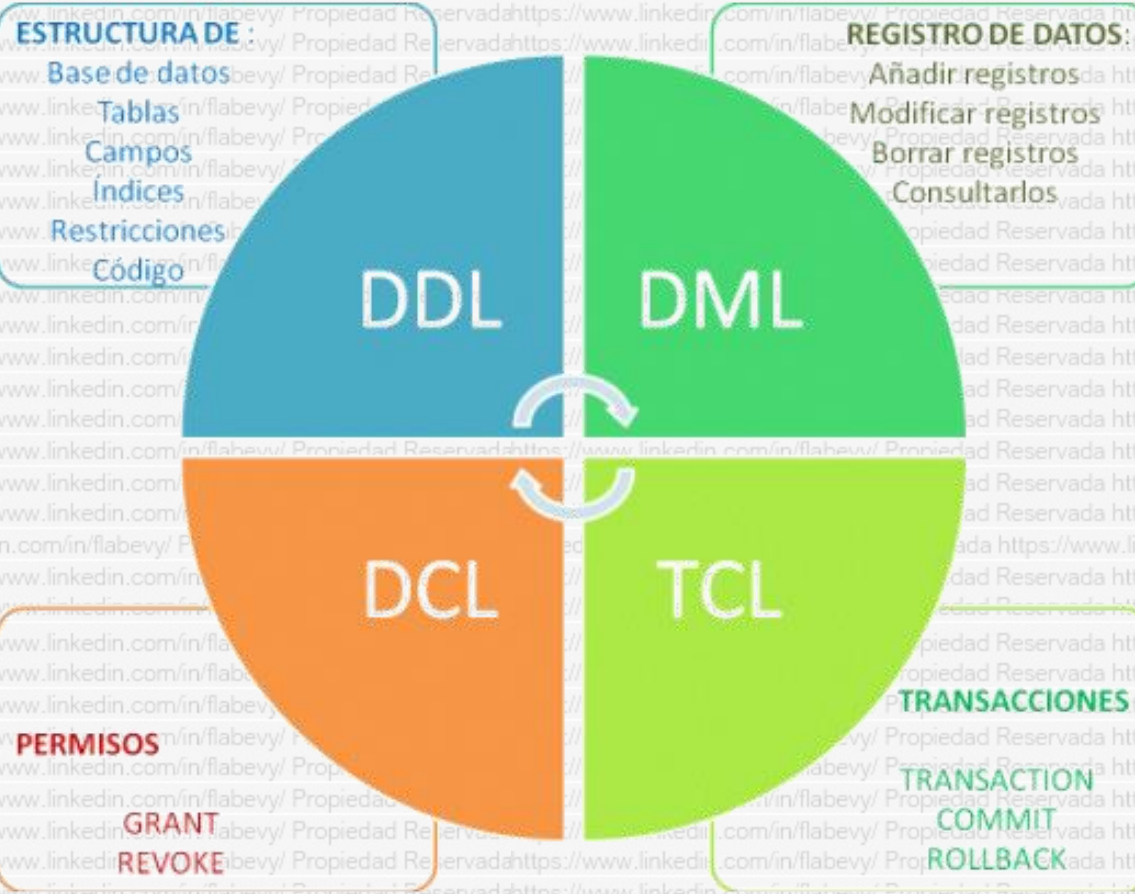 ESTRUCTURA DE :
Base de datos
Tablas
Campos
Índices
Restricciones
Código
REGISTRO DE DATOS:
Añadir registros
Modificar registros
Borrar registros
Consultarlos
DDL
DML
DCL
TCL
PERMISOS
GRANT
REVOKE
TRANSACCIONES
TRANSACTION
COMMIT
ROLLBACK